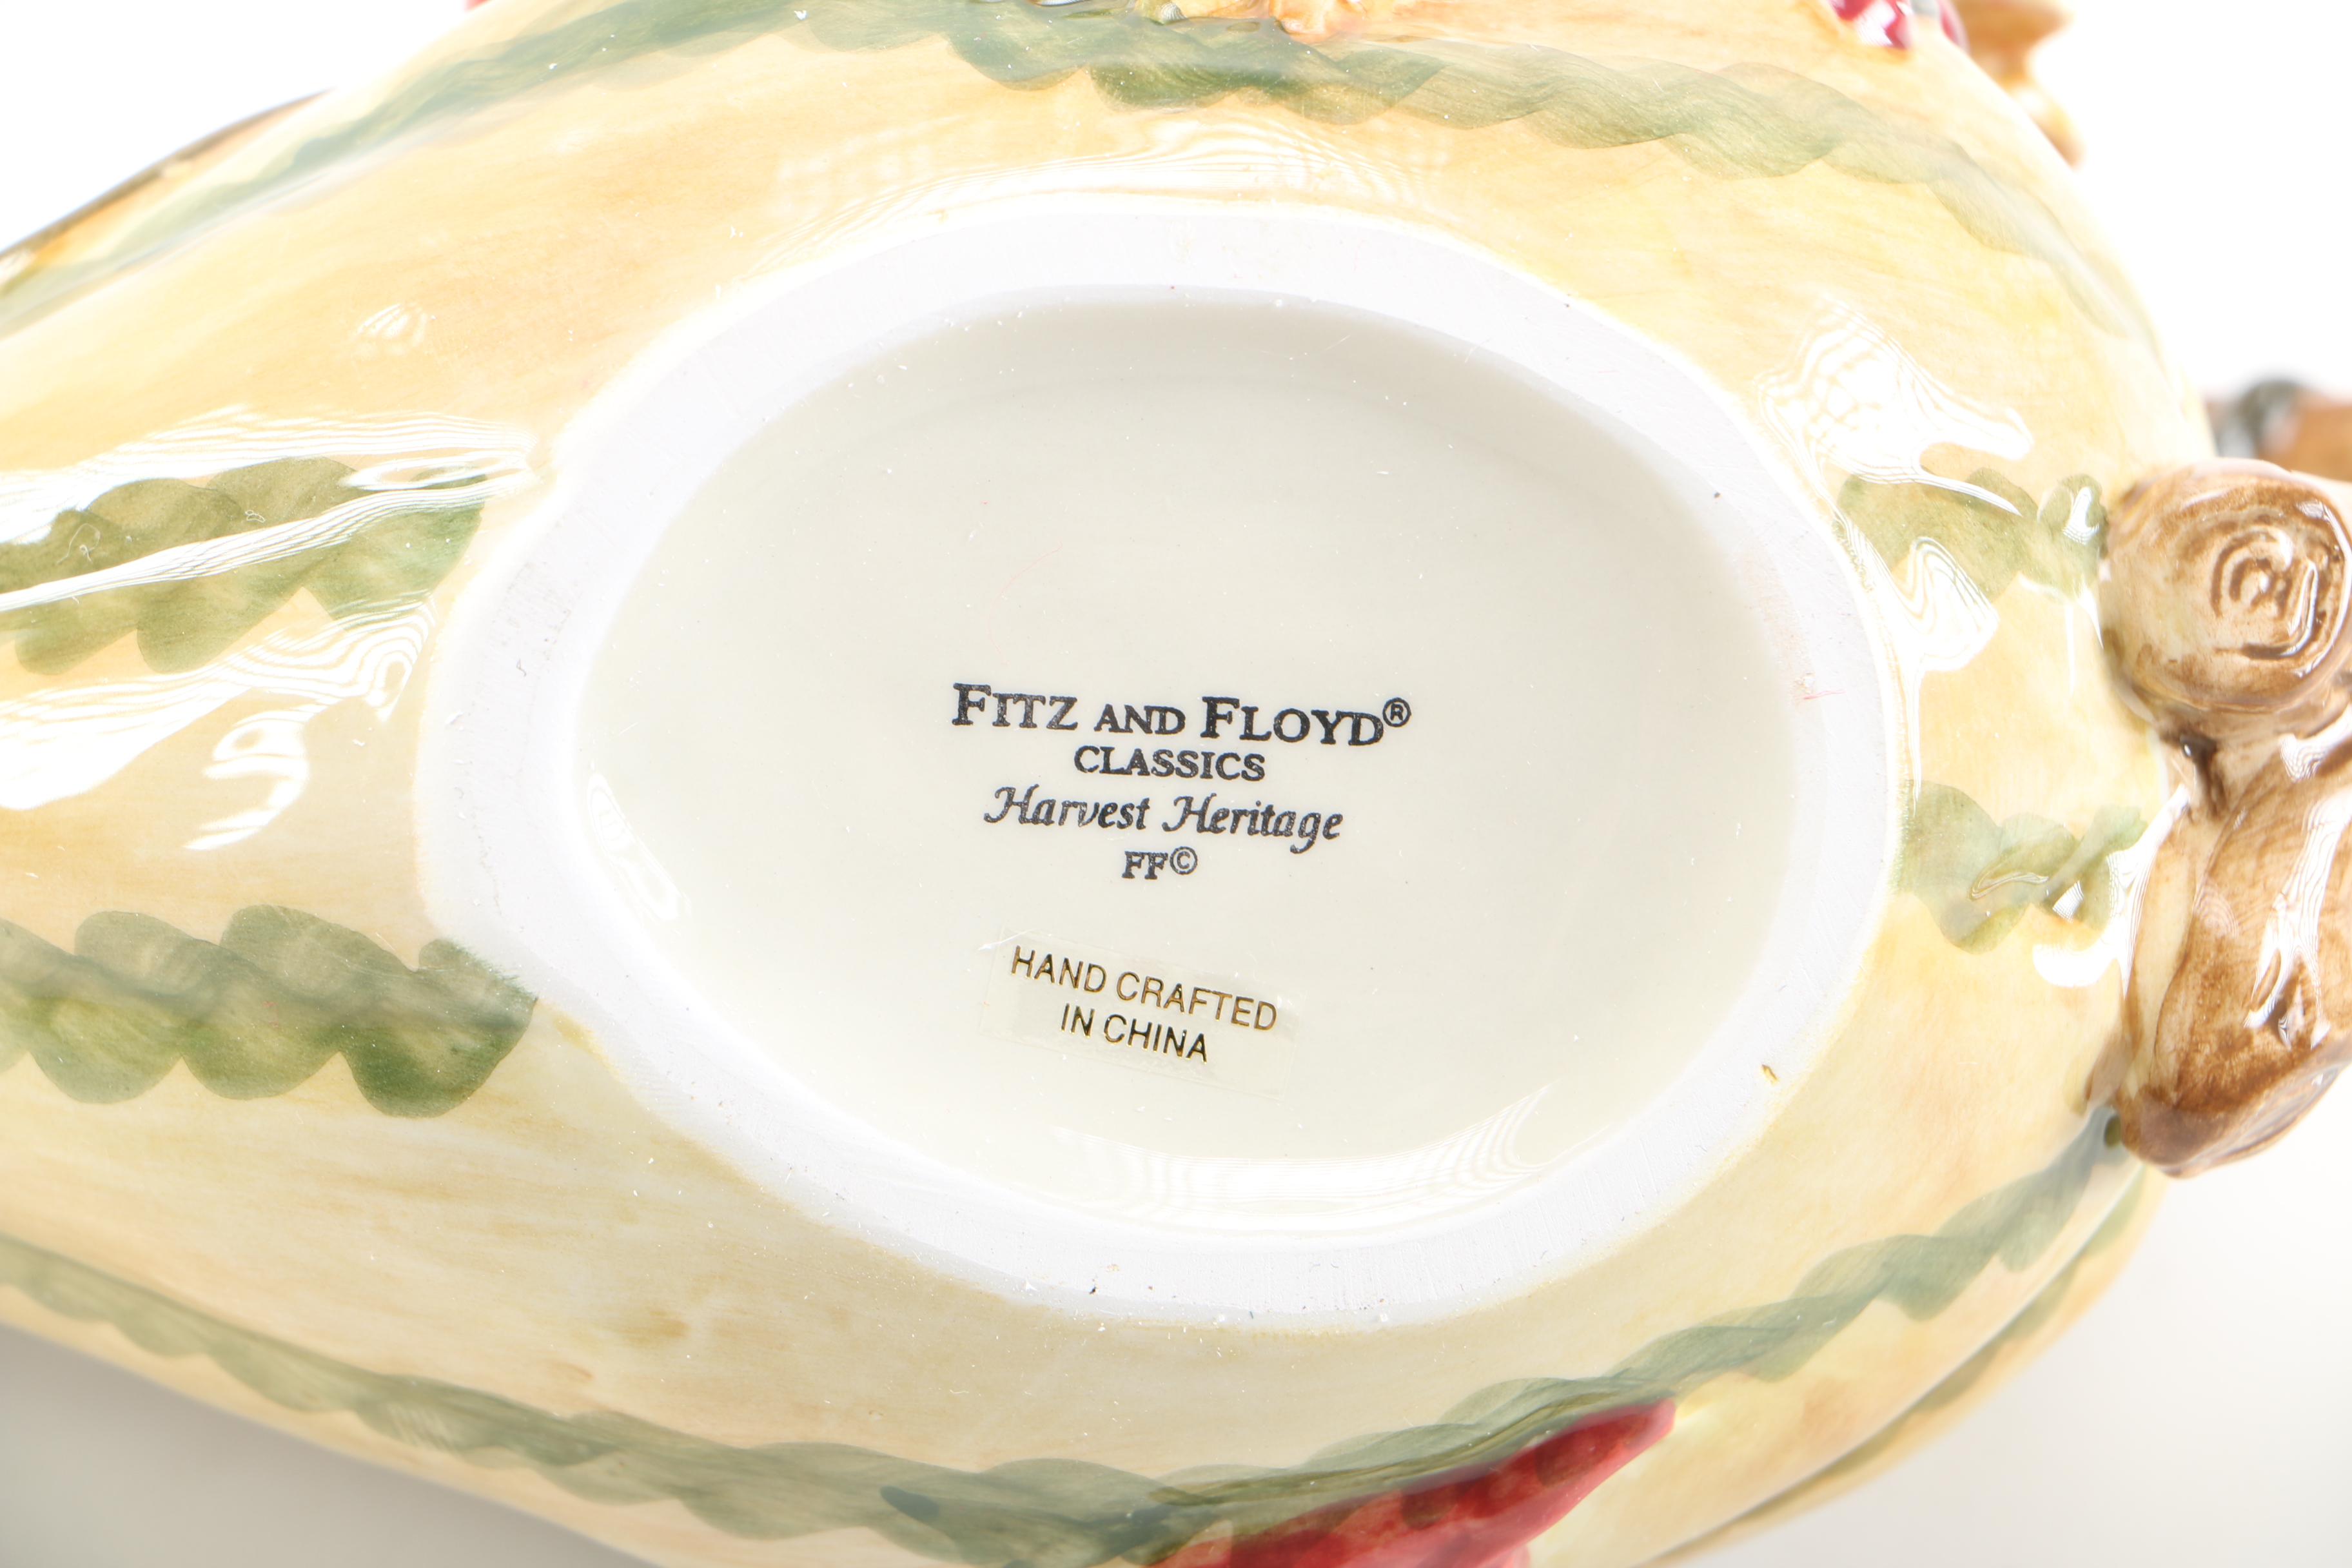 FITZ AND FLOYD®
CLASSICS
Harvest Heritage
FF©
HAND CRAFTED
IN CHINA